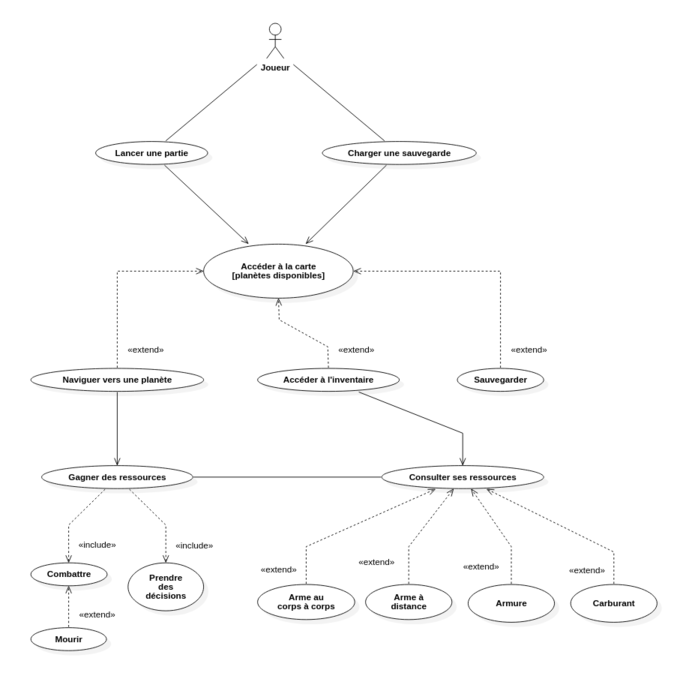 Joueur
Lancer une partie
Charger une sauvegarde
Accéder à la carte
[planètes disponibles]
«extend»
«extend»
«extend»
Naviguer vers une planète
Accéder à l'inventaire
Sauvegarder
Gagner des ressources
Consulter ses ressources
«include»
«include»
«extend»
«extend»
«extend»
«extend»
Combattre
Prendre
des
décisions
Arme au
corps à corps
Arme à
distance
Armure
Carburant
«extend»
Mourir